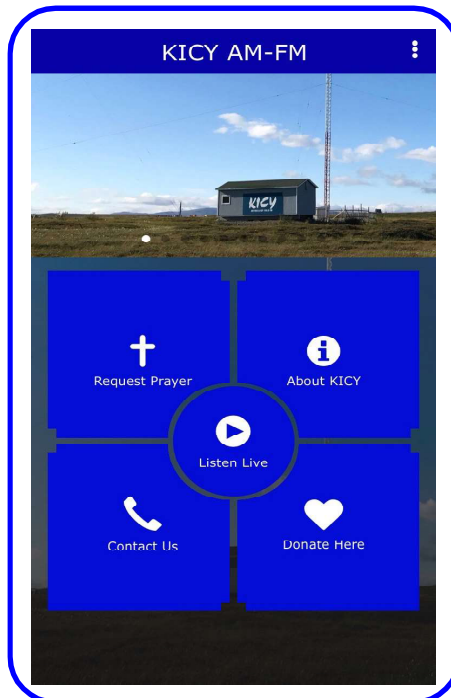 KICY AM-FM
KICY
Request Prayer
About KICY
Listen Live
Contact Us
Donate Here